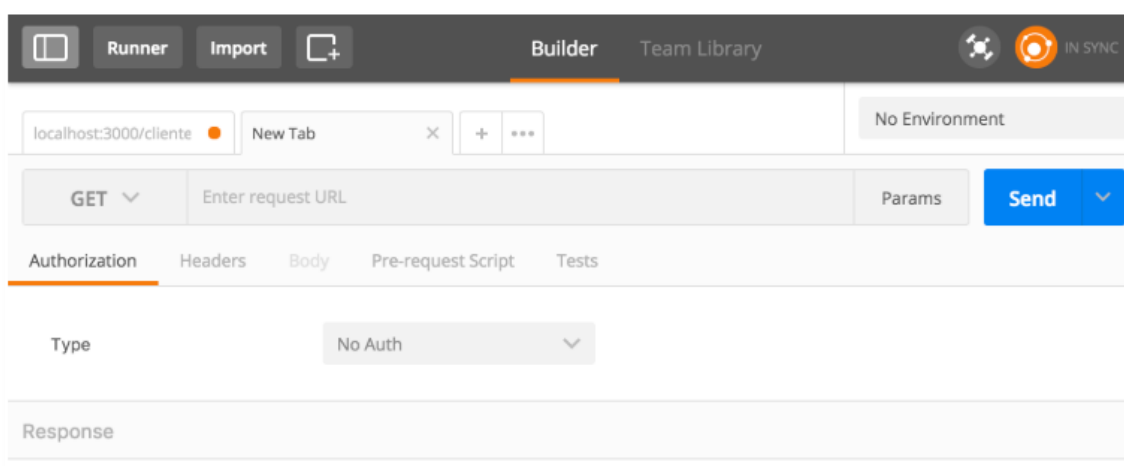 Runner Import Builder Team Library IN SYNC
localhost:3000/cliente New Tab No Environment
GET Enter request URL Params Send
Authorization Headers Body Pre-request Script Tests
Type No Auth
Response